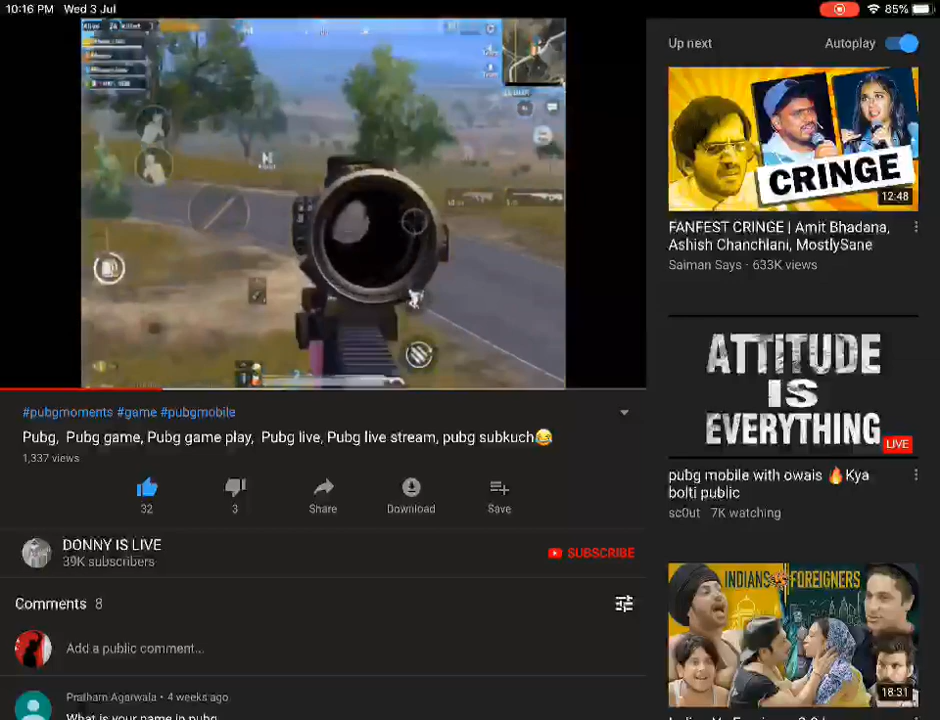 10:16 PM Wed 3 Jul
85%
Up next
Autoplay
CRINGE
12:48
FANFEST CRINGE | Amit Bhadana,
Ashish Chanchlani, MostlySane
Saiman Says · 633K views
#pubgmoments #game #pubgmobile
Pubg, Pubg game, Pubg game play, Pubg live, Pubg live stream, pubg subkuch😂
1,337 views
32
3
Share
Download
Save
ATTITUDE
IS
EVERYTHING
LIVE
pubg mobile with owais 🔥Kya
bolti public
sc0ut 7K watching
DONNY IS LIVE
39K subscribers
SUBSCRIBE
Comments 8
Add a public comment...
Pratham Agarwala • 4 weeks ago
What is your name in pubg
INDIANS FOREIGNERS
18:31